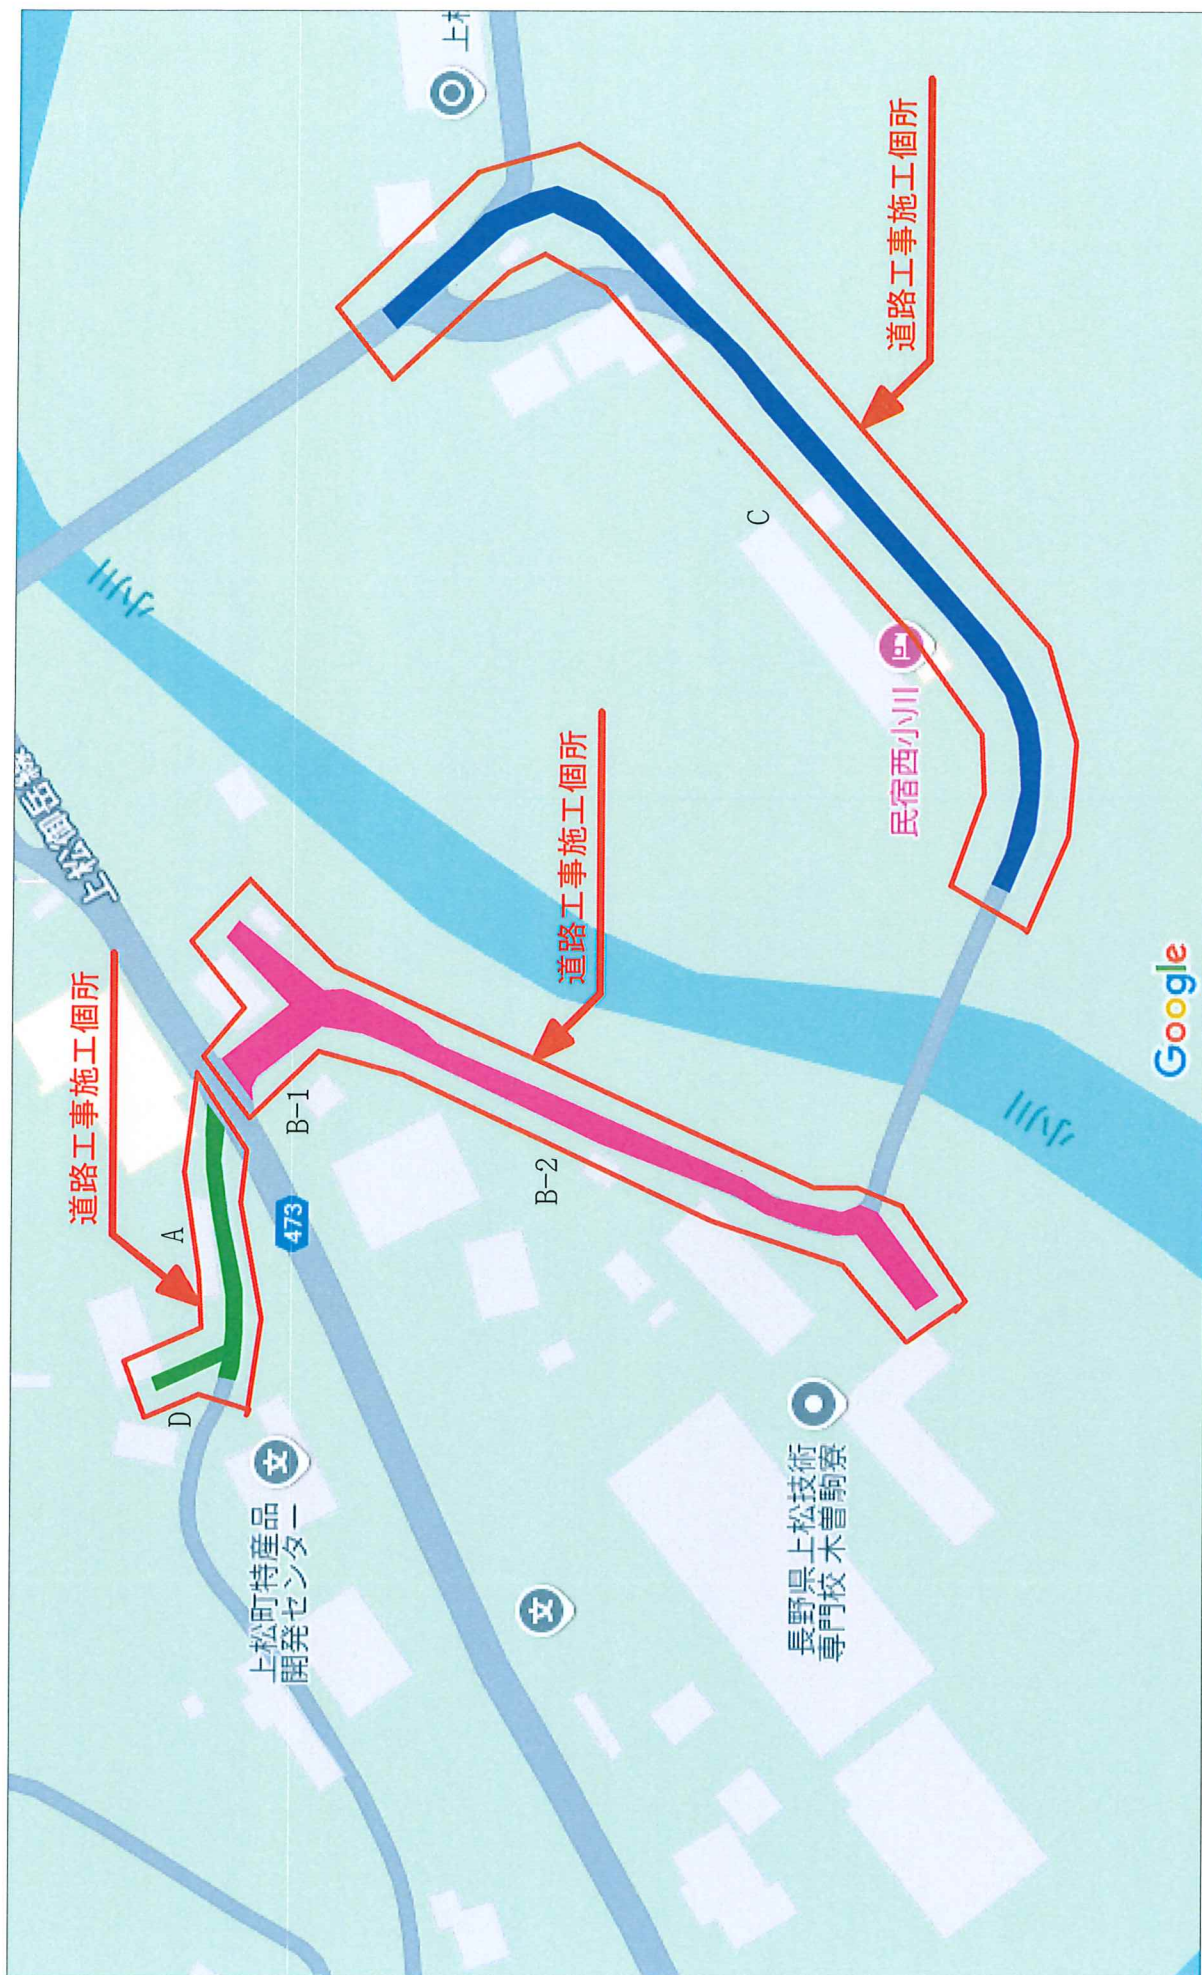 上松御岳線
道路工事施工個所
A
D
473
B-1
小川
上松町特産品
開発センター
道路工事施工個所
B-2
C
民宿西小川
道路工事施工個所
長野県上松技術
専門校 木曽駒寮
小川
Google